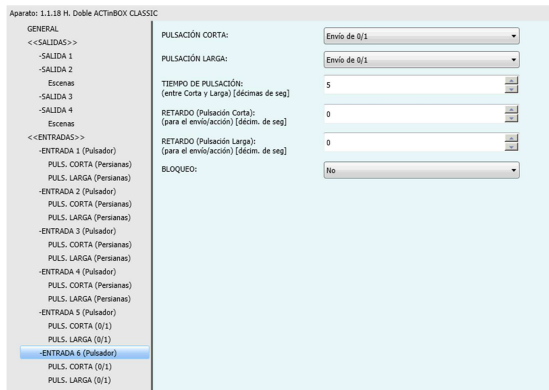 Aparato: 1.1.18 H. Doble ACTinBOX CLASSIC
GENERAL
<<SALIDAS>>
-SALIDA 1
-SALIDA 2
Escenas
-SALIDA 3
-SALIDA 4
Escenas
<<ENTRADAS>>
-ENTRADA 1 (Pulsador)
PULS. CORTA (Persianas)
PULS. LARGA (Persianas)
-ENTRADA 2 (Pulsador)
PULS. CORTA (Persianas)
PULS. LARGA (Persianas)
-ENTRADA 3 (Pulsador)
PULS. CORTA (Persianas)
PULS. LARGA (Persianas)
-ENTRADA 4 (Pulsador)
PULS. CORTA (Persianas)
PULS. LARGA (Persianas)
-ENTRADA 5 (Pulsador)
PULS. CORTA (0/1)
PULS. LARGA (0/1)
-ENTRADA 6 (Pulsador)
PULS. CORTA (0/1)
PULS. LARGA (0/1)
PULSACIÓN CORTA: Envío de 0/1
PULSACIÓN LARGA: Envío de 0/1
TIEMPO DE PULSACIÓN: 5
(entre Corta y Larga) [décimas de seg]
RETARDO (Pulsación Corta): 0
(para el envío/acción) [décim. de seg]
RETARDO (Pulsación Larga): 0
(para el envío/acción) [décim. de seg]
BLOQUEO: No